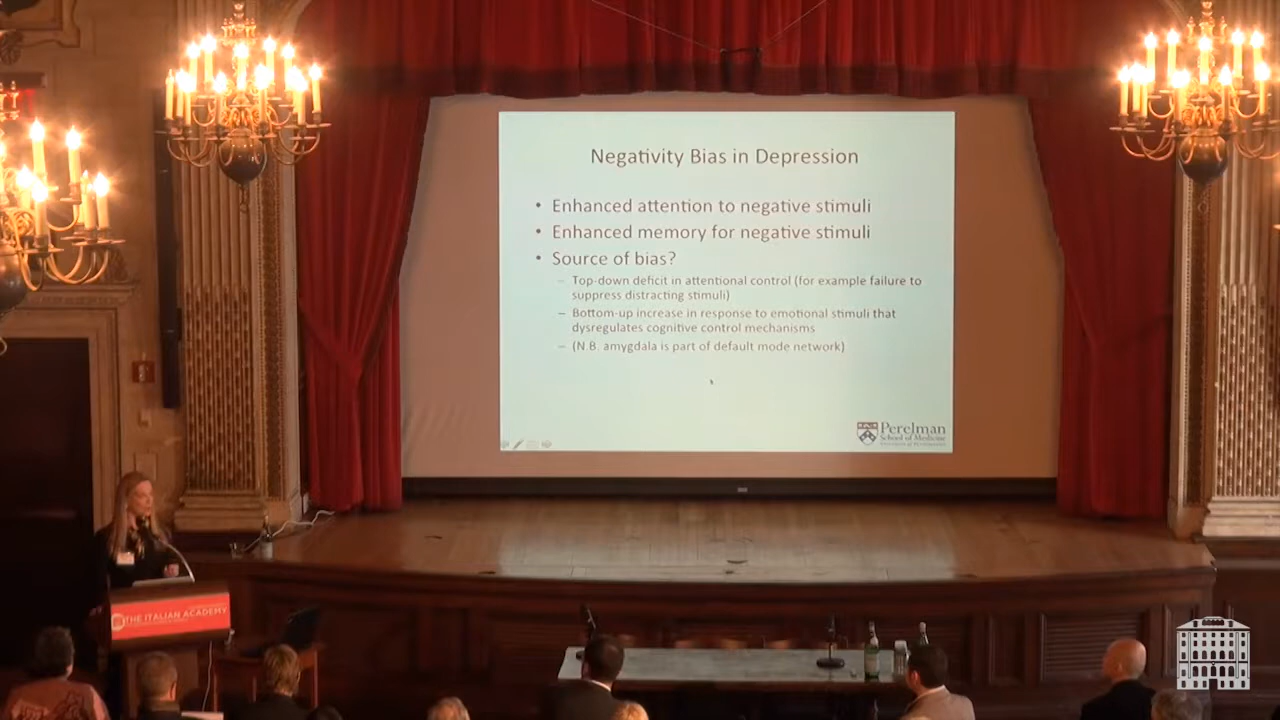 Negativity Bias in Depression
• Enhanced attention to negative stimuli
• Enhanced memory for negative stimuli
• Source of bias?
– Top-down deficit in attentional control (for example failure to
suppress distracting stimuli)
– Bottom-up increase in response to emotional stimuli that
dysregulates cognitive control mechanisms
– (N.B. amygdala is part of default mode network)
Perelman
School of Medicine
THE ITALIAN ACADEMY